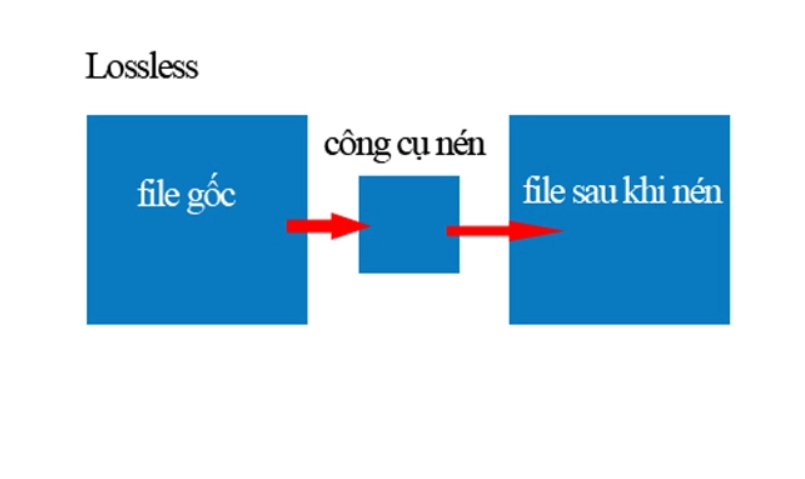 Lossless
công cụ nén
file gốc
file sau khi nén